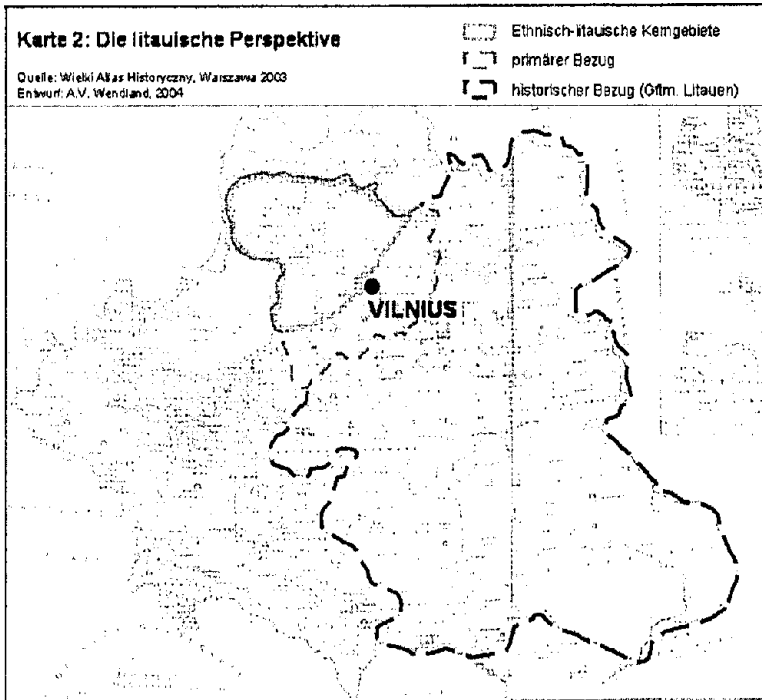 Karte 2: Die litauische Perspektive
Quelle: Wielki Atlas Historyczny, Warszawa 2003
Entwurf: A.V. Wendland, 2004
Ethnisch-litauische Kerngebiete
primärer Bezug
historischer Bezug (Gftm. Litauen)
VILNIUS